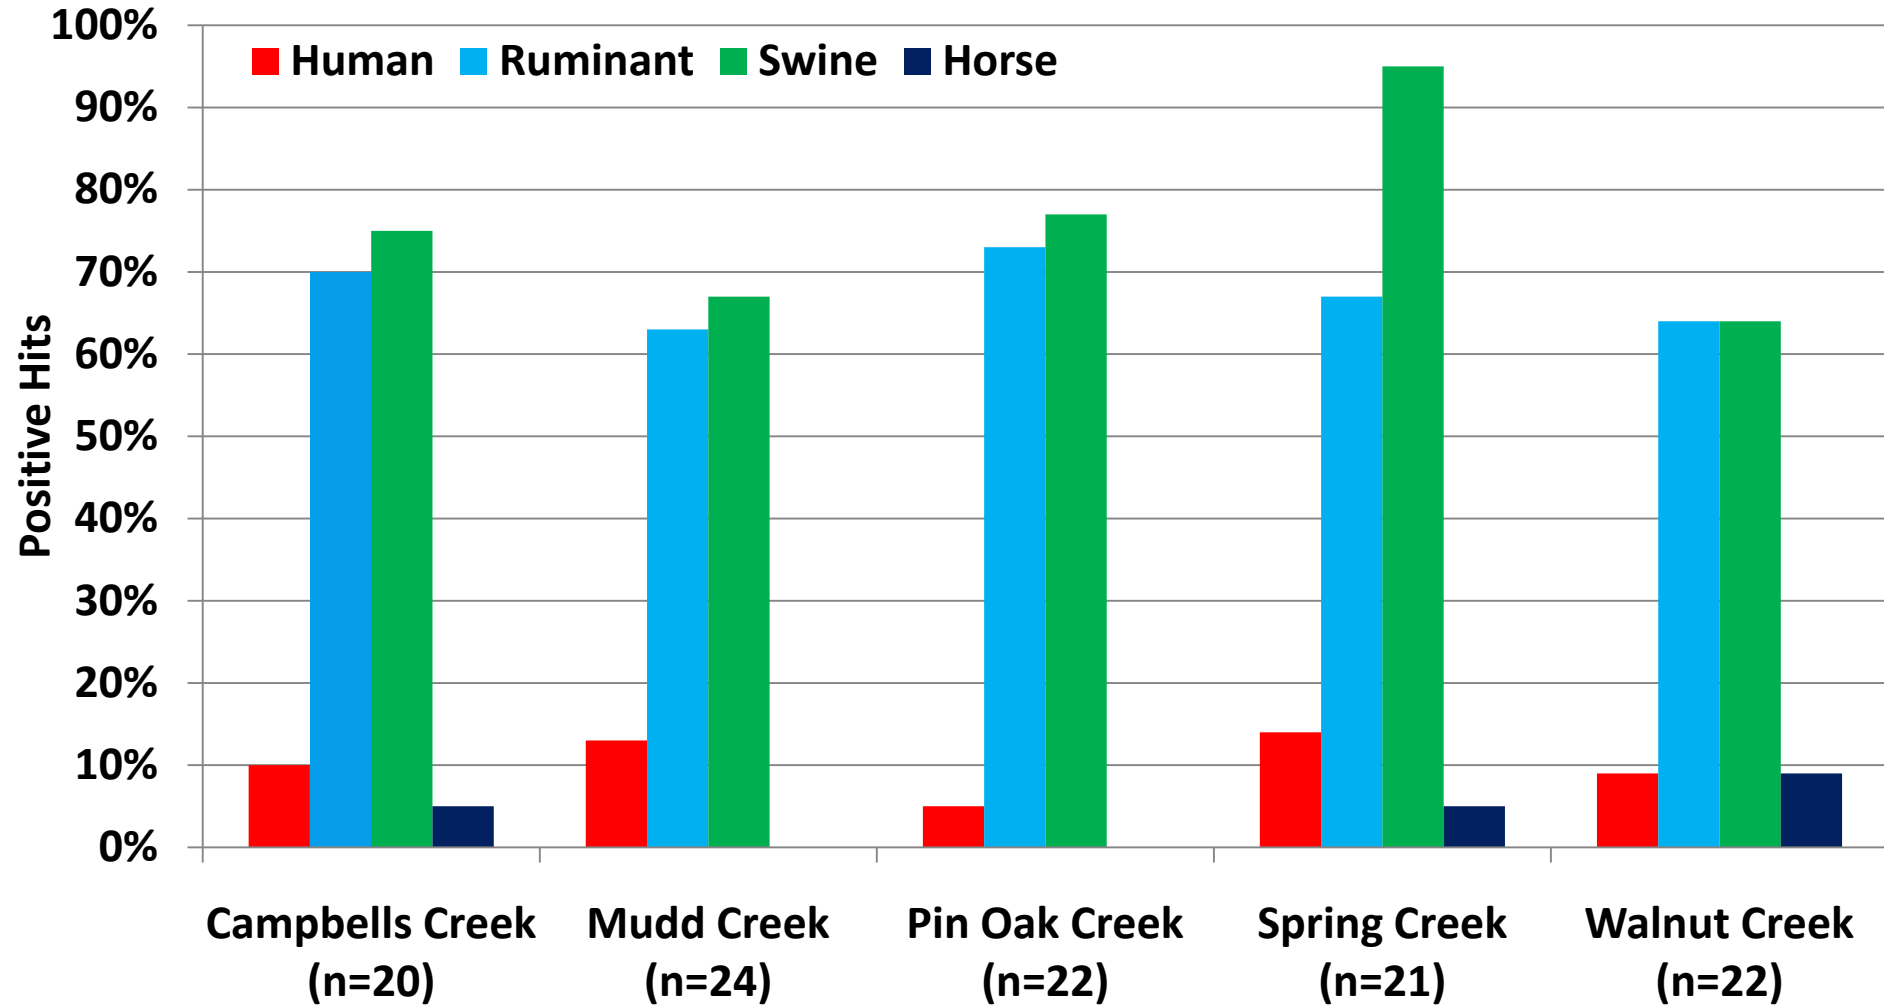 100%
Human Ruminant Swine Horse
90%
80%
70%
60%
50%
40%
30%
20%
10%
0%
Positive Hits
Campbells Creek Mudd Creek Pin Oak Creek Spring Creek Walnut Creek
(n=20) (n=24) (n=22) (n=21) (n=22)